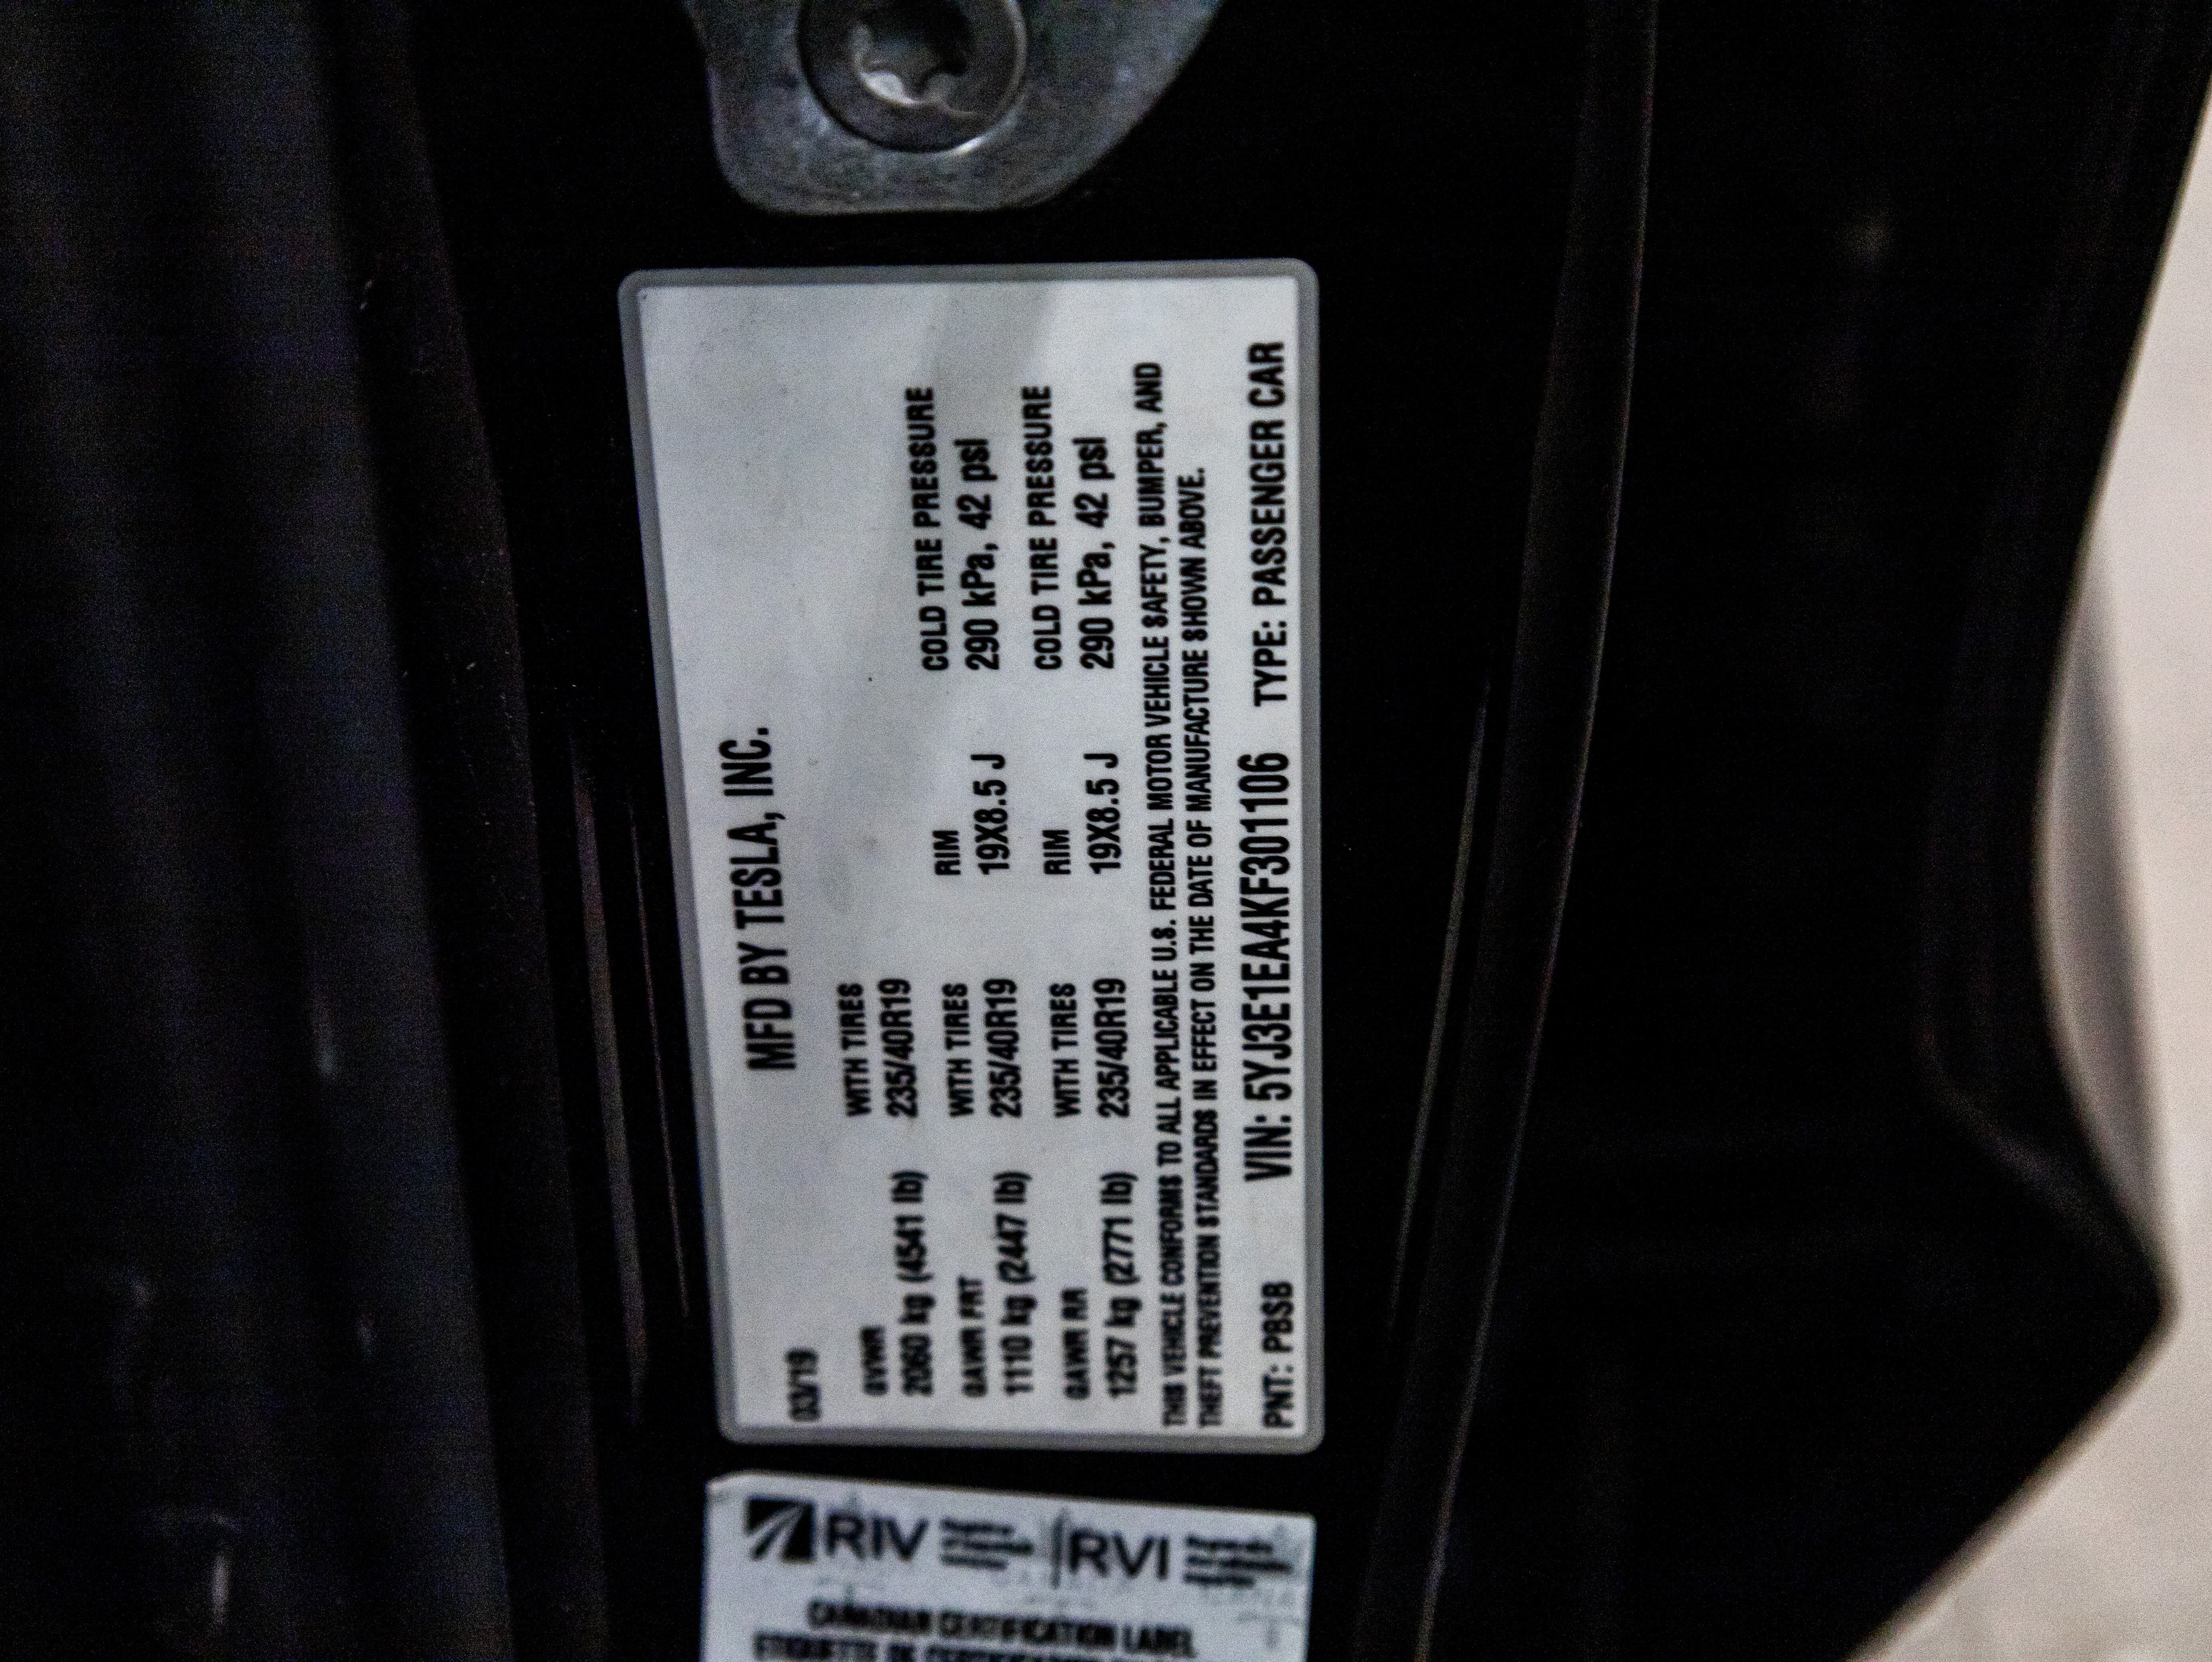 MFD BY TESLA, INC.
03/19
GVWR WITH TIRES
2060 kg (4541 lb) 235/40R19
GAWR FRT WITH TIRES RIM COLD TIRE PRESSURE
1110 kg (2447 lb) 235/40R19 19X8.5 J 290 kPa, 42 psi
GAWR RR WITH TIRES RIM COLD TIRE PRESSURE
1257 kg (2771 lb) 235/40R19 19X8.5 J 290 kPa, 42 psi
THIS VEHICLE CONFORMS TO ALL APPLICABLE U.S. FEDERAL MOTOR VEHICLE SAFETY, BUMPER, AND
THEFT PREVENTION STANDARDS IN EFFECT ON THE DATE OF MANUFACTURE SHOWN ABOVE.
PNT: PBSB VIN: 5YJ3E1EA4KF301106 TYPE: PASSENGER CAR
RIV RVI
CANADIAN CERTIFICATION LABEL
ETIQUETTE DE